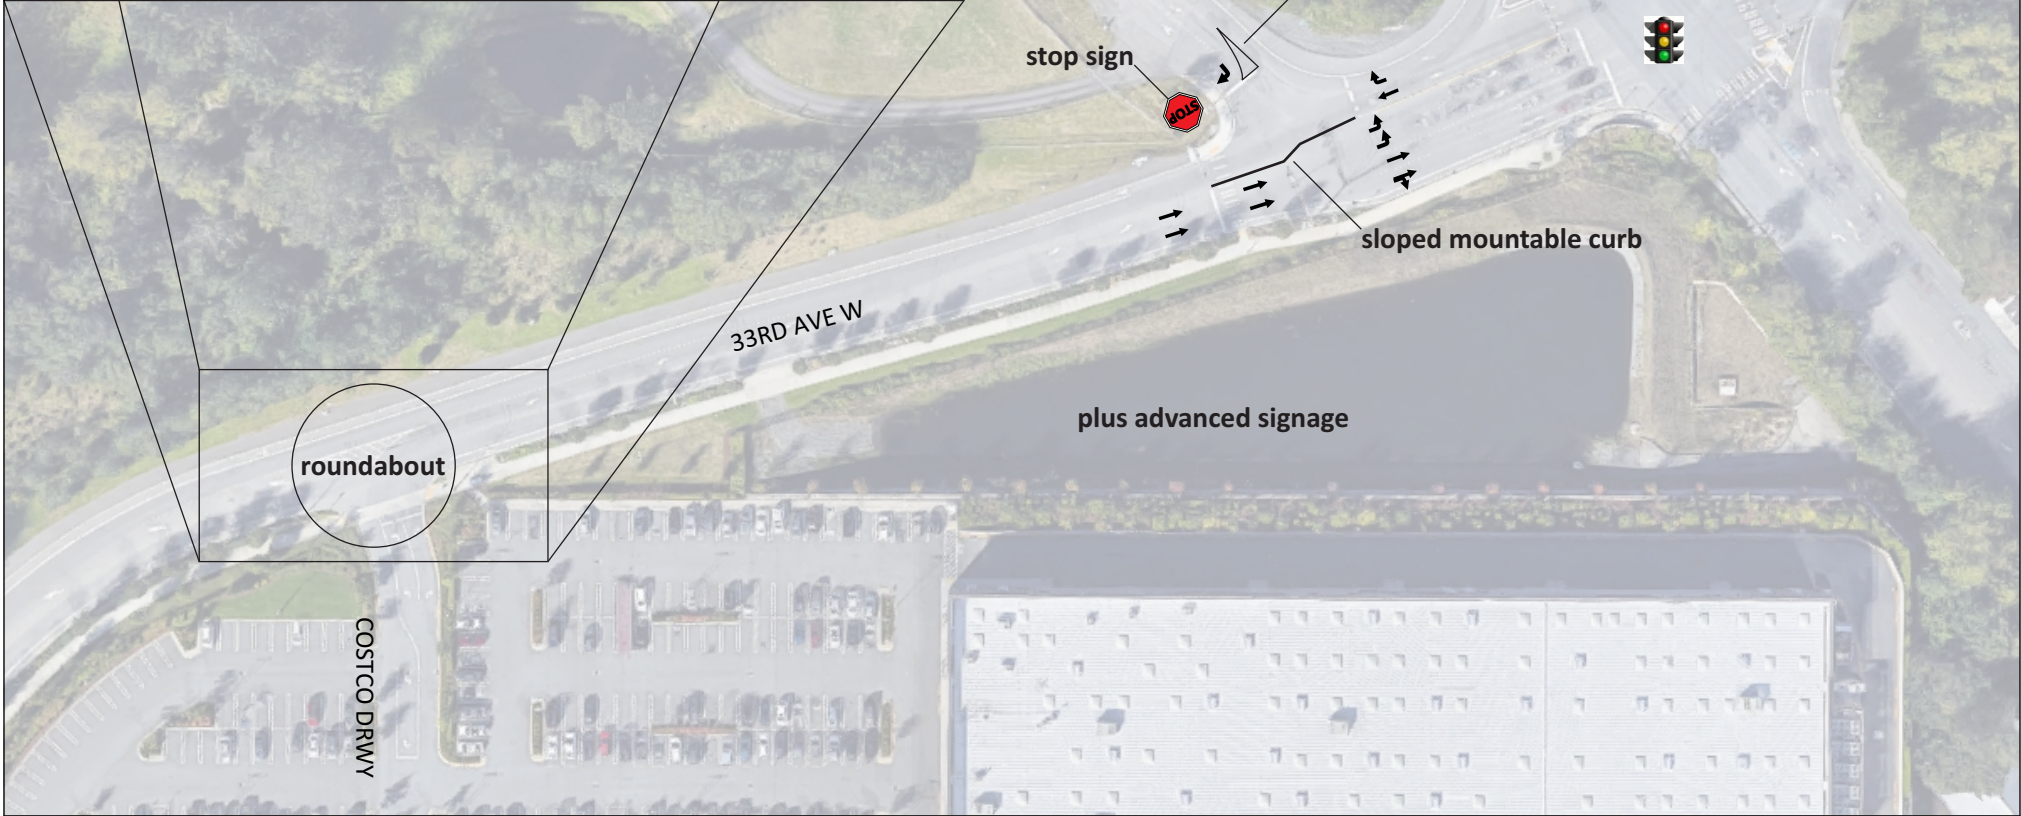 stop sign
STOP
sloped mountable curb
33RD AVE W
plus advanced signage
roundabout
COSTCO DRWY